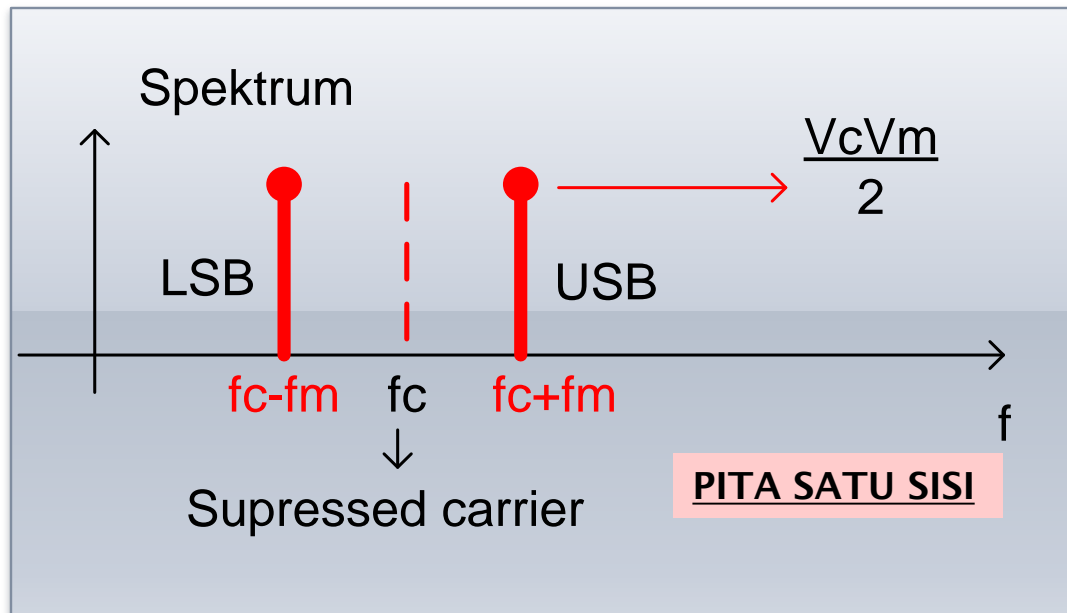 Spektrum
VcVm
2
LSB
USB
fc-fm
fc
fc+fm
f
Supressed carrier
PITA SATU SISI